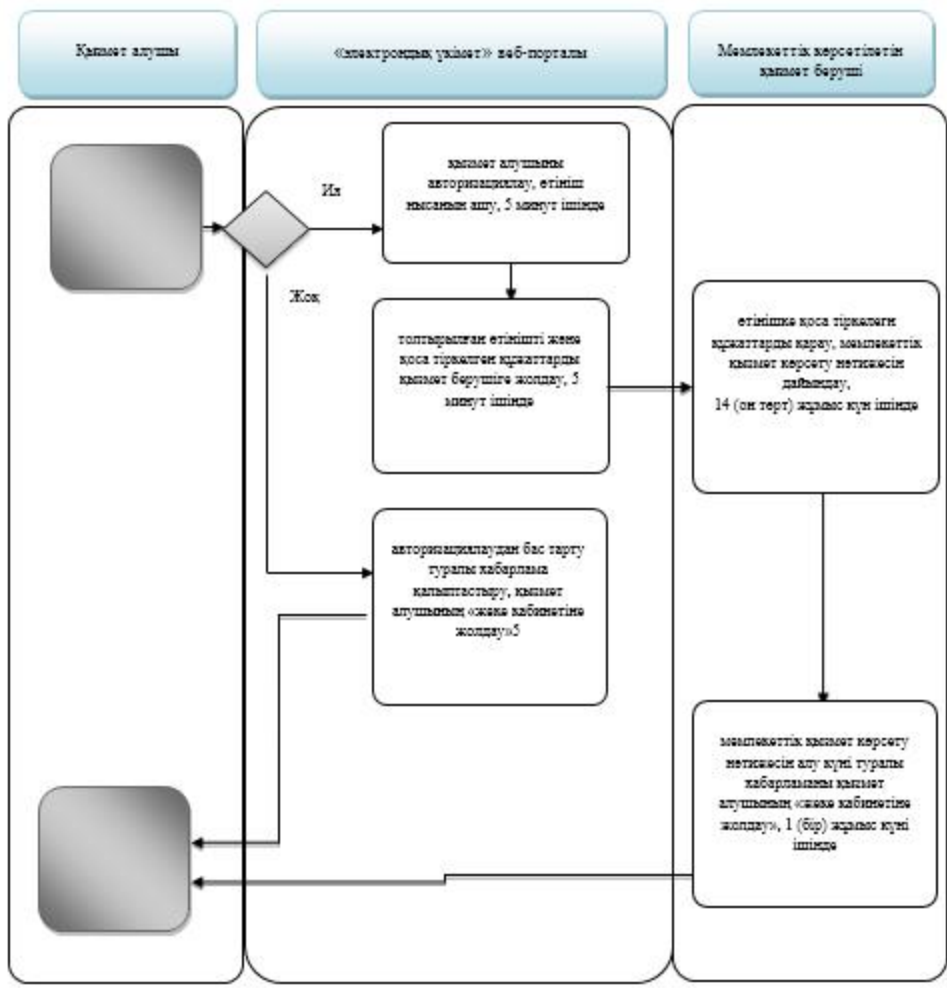 Қызмет алушы
«электрондық үкімет» веб-порталы
Мемлекеттік көрсетілетін
қызмет беруші
қызмет алушыны
авторизациялау, өтініш
нысанын ашу, 5 минут ішінде
Ия
Жоқ
толтырылған өтінішті және
қоса тіркелген құжаттарды
қызмет берушіге жолдау, 5
минут ішінде
өтінішке қоса тіркелеген
құжаттарды қарау, мемлекеттік
қызмет көрсету нәтижесін
дайындау,
14 (он төрт) жұмыс күн ішінде
авторизациялаудан бас тарту
туралы хабарлама
қалыптастыру, қызмет
алушының «жеке кабинетіне
жолдау»5
мемлекеттік қызмет көрсету
нәтижесін алу күні туралы
хабарламаны қызмет
алушының «жеке кабинетіне
жолдау», 1 (бір) жұмыс күні
ішінде